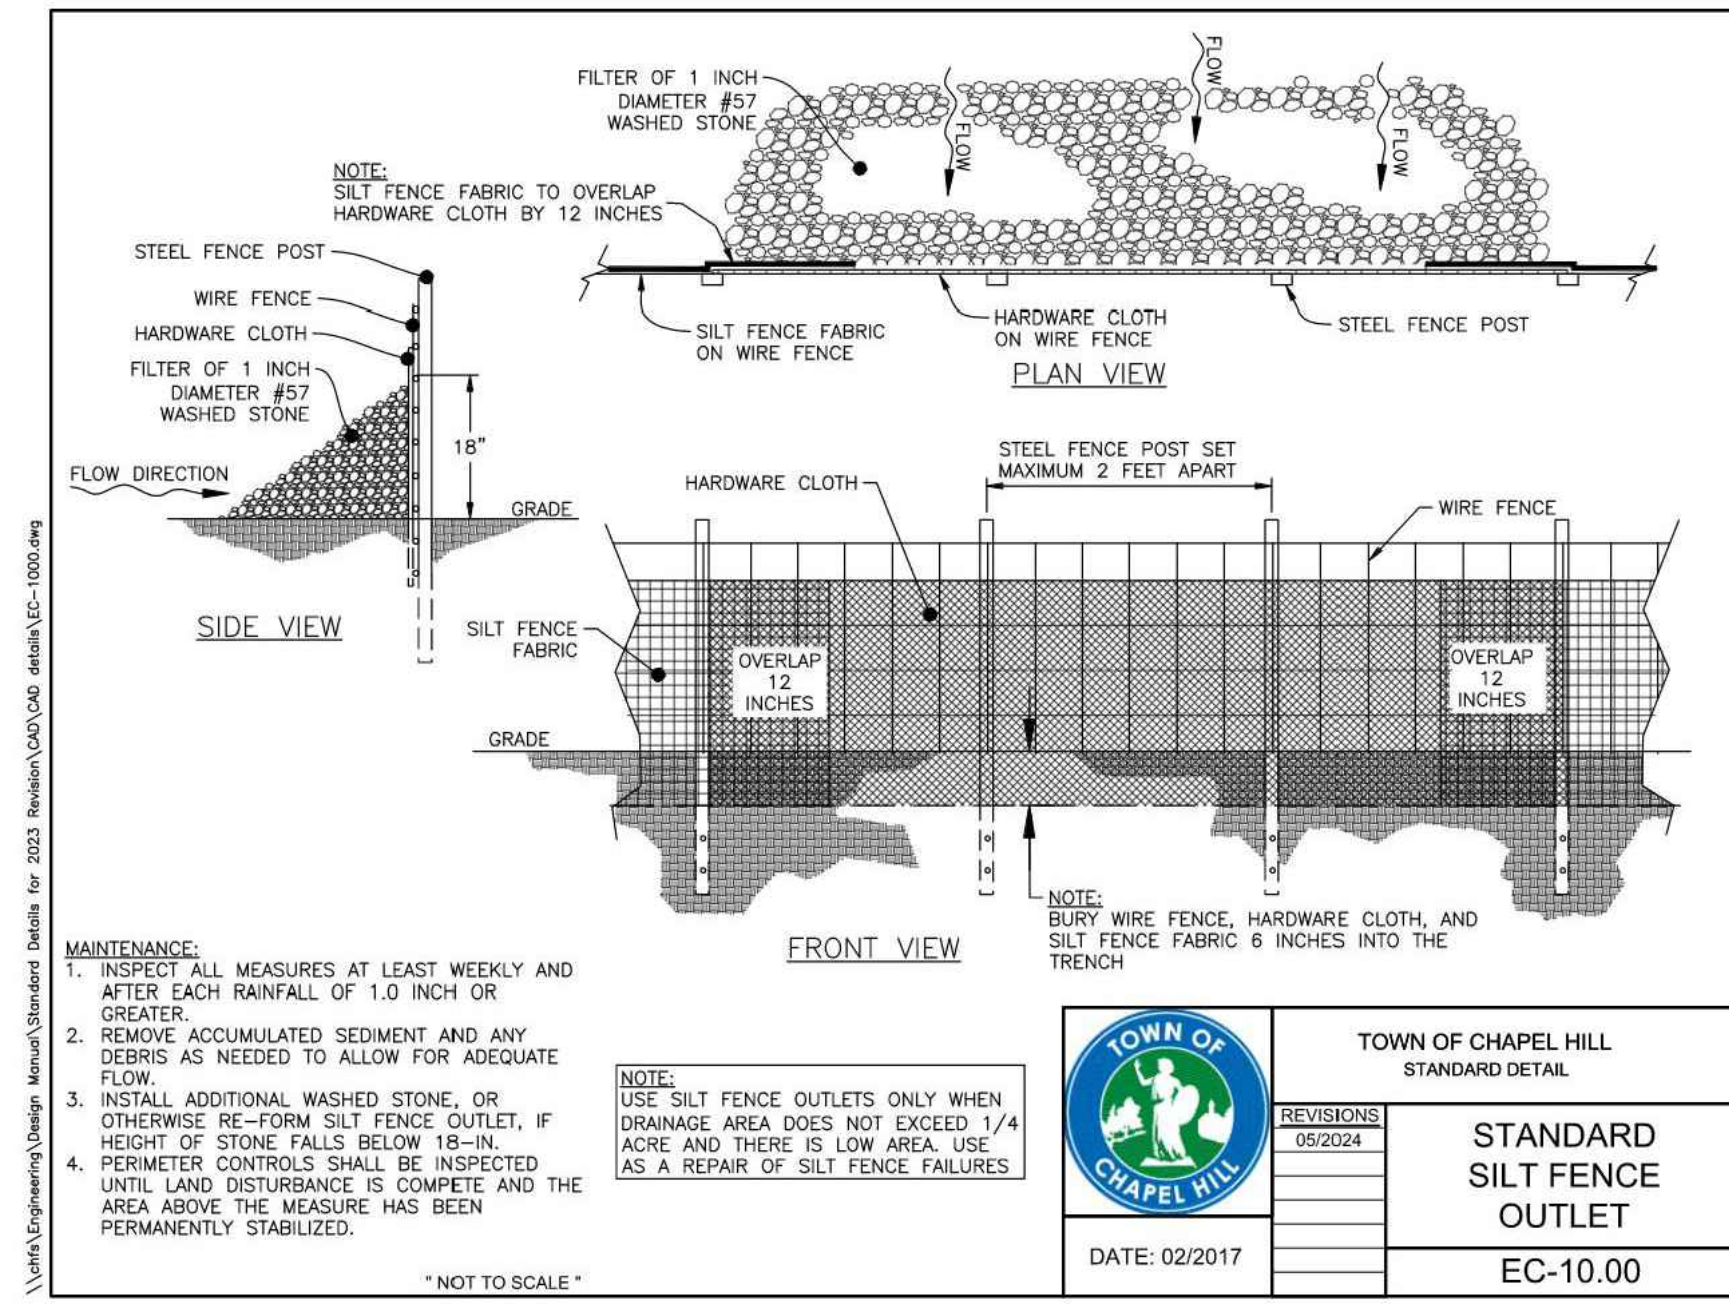 FILTER OF 1 INCH
DIAMETER #57
WASHED STONE
FLOW
FLOW
FLOW
NOTE:
SILT FENCE FABRIC TO OVERLAP
HARDWARE CLOTH BY 12 INCHES
SILT FENCE FABRIC
ON WIRE FENCE
HARDWARE CLOTH
ON WIRE FENCE
STEEL FENCE POST
PLAN VIEW
STEEL FENCE POST
WIRE FENCE
HARDWARE CLOTH
FILTER OF 1 INCH
DIAMETER #57
WASHED STONE
18"
FLOW DIRECTION
GRADE
SIDE VIEW
STEEL FENCE POST SET
MAXIMUM 2 FEET APART
HARDWARE CLOTH
WIRE FENCE
SILT FENCE
FABRIC
OVERLAP
12
INCHES
OVERLAP
12
INCHES
GRADE
NOTE:
BURY WIRE FENCE, HARDWARE CLOTH, AND
SILT FENCE FABRIC 6 INCHES INTO THE
TRENCH
FRONT VIEW
MAINTENANCE:
1. INSPECT ALL MEASURES AT LEAST WEEKLY AND
AFTER EACH RAINFALL OF 1.0 INCH OR
GREATER.
2. REMOVE ACCUMULATED SEDIMENT AND ANY
DEBRIS AS NEEDED TO ALLOW FOR ADEQUATE
FLOW.
3. INSTALL ADDITIONAL WASHED STONE, OR
OTHERWISE RE-FORM SILT FENCE OUTLET, IF
HEIGHT OF STONE FALLS BELOW 18-IN.
4. PERIMETER CONTROLS SHALL BE INSPECTED
UNTIL LAND DISTURBANCE IS COMPETE AND THE
AREA ABOVE THE MEASURE HAS BEEN
PERMANENTLY STABILIZED.
"NOT TO SCALE"
NOTE:
USE SILT FENCE OUTLETS ONLY WHEN
DRAINAGE AREA DOES NOT EXCEED 1/4
ACRE AND THERE IS LOW AREA. USE
AS A REPAIR OF SILT FENCE FAILURES
TOWN OF
CHAPEL HILL
DATE: 02/2017
TOWN OF CHAPEL HILL
STANDARD DETAIL
REVISIONS
05/2024
STANDARD
SILT FENCE
OUTLET
EC-10.00
\\chfs\Engineering\Design Manual\Standard Details for 2023 Revision\CAD\CAD details\EC-1000.dwg